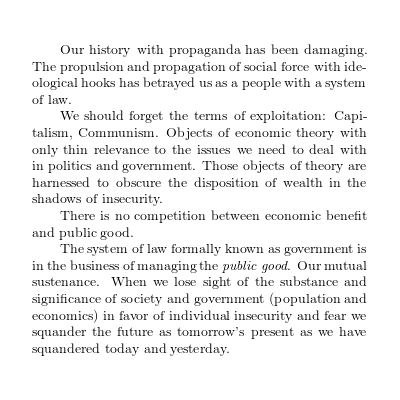 Our history with propaganda has been damaging.
The propulsion and propagation of social force with ide-
ological hooks has betrayed us as a people with a system
of law.
We should forget the terms of exploitation: Capi-
talism, Communism. Objects of economic theory with
only thin relevance to the issues we need to deal with
in politics and government. Those objects of theory are
harnessed to obscure the disposition of wealth in the
shadows of insecurity.
There is no competition between economic benefit
and public good.
The system of law formally known as government is
in the business of managing the public good. Our mutual
sustenance. When we lose sight of the substance and
significance of society and government (population and
economics) in favor of individual insecurity and fear we
squander the future as tomorrow's present as we have
squandered today and yesterday.